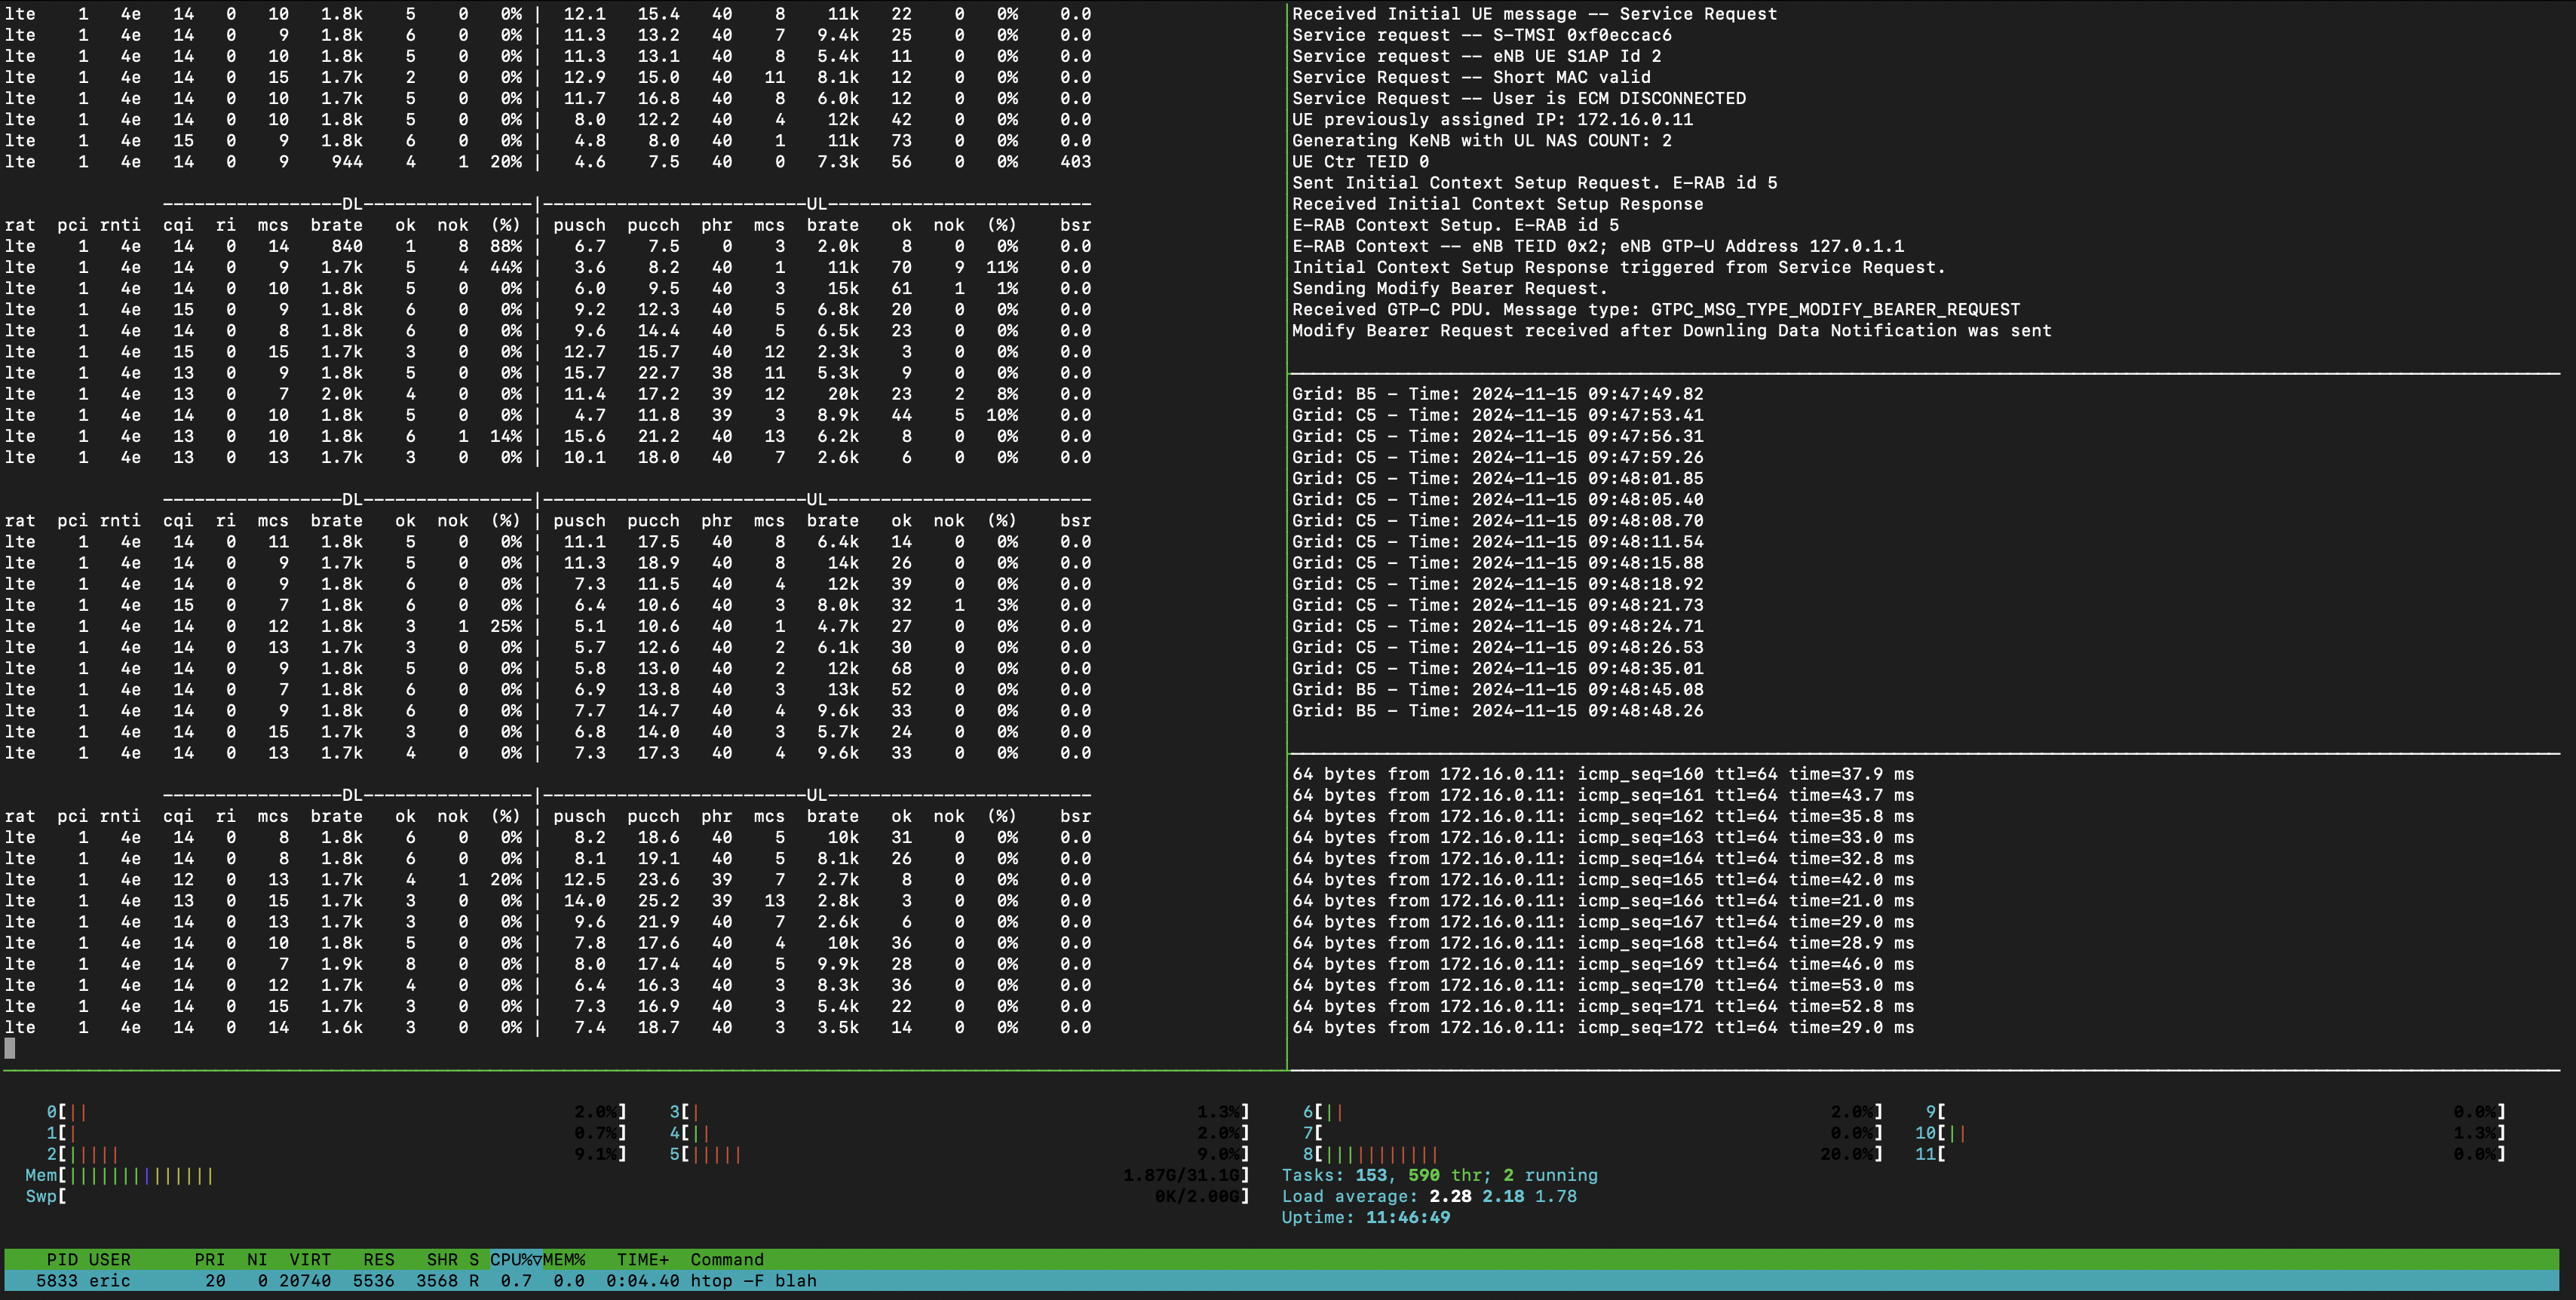 lte 1 4e 14 0 10 1.8k 5 0 0% | 12.1 15.4 40 8 11k 22 0 0% 0.0
lte 1 4e 14 0 9 1.8k 6 0 0% | 11.3 13.2 40 7 9.4k 25 0 0% 0.0
lte 1 4e 14 0 10 1.8k 5 0 0% | 11.3 13.1 40 8 5.4k 11 0 0% 0.0
lte 1 4e 14 0 15 1.7k 2 0 0% | 12.9 15.0 40 11 8.1k 12 0 0% 0.0
lte 1 4e 14 0 10 1.7k 5 0 0% | 11.7 16.8 40 8 6.0k 12 0 0% 0.0
lte 1 4e 14 0 10 1.8k 5 0 0% | 8.0 12.2 40 4 12k 42 0 0% 0.0
lte 1 4e 15 0 9 1.8k 6 0 0% | 4.8 8.0 40 1 11k 73 0 0% 0.0
lte 1 4e 14 0 9 944 4 1 20% | 4.6 7.5 40 0 7.3k 56 0 0% 403
-----------------DL----------------|-------------------------UL-------------------------
rat pci rnti cqi ri mcs brate ok nok (%) | pusch pucch phr mcs brate ok nok (%) bsr
lte 1 4e 14 0 14 840 1 8 88% | 6.7 7.5 0 3 2.0k 8 0 0% 0.0
lte 1 4e 14 0 9 1.7k 5 4 44% | 3.6 8.2 40 1 11k 70 9 11% 0.0
lte 1 4e 14 0 10 1.8k 5 0 0% | 6.0 9.5 40 3 15k 61 1 1% 0.0
lte 1 4e 15 0 9 1.8k 6 0 0% | 9.2 12.3 40 5 6.8k 20 0 0% 0.0
lte 1 4e 14 0 8 1.8k 6 0 0% | 9.6 14.4 40 5 6.5k 23 0 0% 0.0
lte 1 4e 15 0 15 1.7k 3 0 0% | 12.7 15.7 40 12 2.3k 3 0 0% 0.0
lte 1 4e 13 0 9 1.8k 5 0 0% | 15.7 22.7 38 11 5.3k 9 0 0% 0.0
lte 1 4e 13 0 7 2.0k 4 0 0% | 11.4 17.2 39 12 20k 23 2 8% 0.0
lte 1 4e 14 0 10 1.8k 5 0 0% | 4.7 11.8 39 3 8.9k 44 5 10% 0.0
lte 1 4e 13 0 10 1.8k 6 1 14% | 15.6 21.2 40 13 6.2k 8 0 0% 0.0
lte 1 4e 13 0 13 1.7k 3 0 0% | 10.1 18.0 40 7 2.6k 6 0 0% 0.0
-----------------DL----------------|-------------------------UL-------------------------
rat pci rnti cqi ri mcs brate ok nok (%) | pusch pucch phr mcs brate ok nok (%) bsr
lte 1 4e 14 0 11 1.8k 5 0 0% | 11.1 17.5 40 8 6.4k 14 0 0% 0.0
lte 1 4e 14 0 9 1.7k 5 0 0% | 11.3 18.9 40 8 14k 26 0 0% 0.0
lte 1 4e 14 0 9 1.8k 6 0 0% | 7.3 11.5 40 4 12k 39 0 0% 0.0
lte 1 4e 15 0 7 1.8k 6 0 0% | 6.4 10.6 40 3 8.0k 32 1 3% 0.0
lte 1 4e 14 0 12 1.8k 3 1 25% | 5.1 10.6 40 1 4.7k 27 0 0% 0.0
lte 1 4e 14 0 13 1.7k 3 0 0% | 5.7 12.6 40 2 6.1k 30 0 0% 0.0
lte 1 4e 14 0 9 1.8k 5 0 0% | 5.8 13.0 40 2 12k 68 0 0% 0.0
lte 1 4e 14 0 7 1.8k 6 0 0% | 6.9 13.8 40 3 13k 52 0 0% 0.0
lte 1 4e 14 0 9 1.8k 6 0 0% | 7.7 14.7 40 4 9.6k 33 0 0% 0.0
lte 1 4e 14 0 15 1.7k 3 0 0% | 6.8 14.0 40 3 5.7k 24 0 0% 0.0
lte 1 4e 14 0 13 1.7k 4 0 0% | 7.3 17.3 40 4 9.6k 33 0 0% 0.0
-----------------DL----------------|-------------------------UL-------------------------
rat pci rnti cqi ri mcs brate ok nok (%) | pusch pucch phr mcs brate ok nok (%) bsr
lte 1 4e 14 0 8 1.8k 6 0 0% | 8.2 18.6 40 5 10k 31 0 0% 0.0
lte 1 4e 14 0 8 1.8k 6 0 0% | 8.1 19.1 40 5 8.1k 26 0 0% 0.0
lte 1 4e 12 0 13 1.7k 4 1 20% | 12.5 23.6 39 7 2.7k 8 0 0% 0.0
lte 1 4e 13 0 15 1.7k 3 0 0% | 14.0 25.2 39 13 2.8k 3 0 0% 0.0
lte 1 4e 14 0 13 1.7k 3 0 0% | 9.6 21.9 40 7 2.6k 6 0 0% 0.0
lte 1 4e 14 0 10 1.8k 5 0 0% | 7.8 17.6 40 4 10k 36 0 0% 0.0
lte 1 4e 14 0 7 1.9k 8 0 0% | 8.0 17.4 40 5 9.9k 28 0 0% 0.0
lte 1 4e 14 0 12 1.7k 4 0 0% | 6.4 16.3 40 3 8.3k 36 0 0% 0.0
lte 1 4e 14 0 15 1.7k 3 0 0% | 7.3 16.9 40 3 5.4k 22 0 0% 0.0
lte 1 4e 14 0 14 1.6k 3 0 0% | 7.4 18.7 40 3 3.5k 14 0 0% 0.0
Received Initial UE message -- Service Request
Service request -- S-TMSI 0xf0eccac6
Service request -- eNB UE S1AP Id 2
Service Request -- Short MAC valid
Service Request -- User is ECM DISCONNECTED
UE previously assigned IP: 172.16.0.11
Generating KeNB with UL NAS COUNT: 2
UE Ctr TEID 0
Sent Initial Context Setup Request. E-RAB id 5
Received Initial Context Setup Response
E-RAB Context Setup. E-RAB id 5
E-RAB Context -- eNB TEID 0x2; eNB GTP-U Address 127.0.1.1
Initial Context Setup Response triggered from Service Request.
Sending Modify Bearer Request.
Received GTP-C PDU. Message type: GTPC_MSG_TYPE_MODIFY_BEARER_REQUEST
Modify Bearer Request received after Downling Data Notification was sent
Grid: B5 - Time: 2024-11-15 09:47:49.82
Grid: C5 - Time: 2024-11-15 09:47:53.41
Grid: C5 - Time: 2024-11-15 09:47:56.31
Grid: C5 - Time: 2024-11-15 09:47:59.26
Grid: C5 - Time: 2024-11-15 09:48:01.85
Grid: C5 - Time: 2024-11-15 09:48:05.40
Grid: C5 - Time: 2024-11-15 09:48:08.70
Grid: C5 - Time: 2024-11-15 09:48:11.54
Grid: C5 - Time: 2024-11-15 09:48:15.88
Grid: C5 - Time: 2024-11-15 09:48:18.92
Grid: C5 - Time: 2024-11-15 09:48:21.73
Grid: C5 - Time: 2024-11-15 09:48:24.71
Grid: C5 - Time: 2024-11-15 09:48:26.53
Grid: C5 - Time: 2024-11-15 09:48:35.01
Grid: B5 - Time: 2024-11-15 09:48:45.08
Grid: B5 - Time: 2024-11-15 09:48:48.26
64 bytes from 172.16.0.11: icmp_seq=160 ttl=64 time=37.9 ms
64 bytes from 172.16.0.11: icmp_seq=161 ttl=64 time=43.7 ms
64 bytes from 172.16.0.11: icmp_seq=162 ttl=64 time=35.8 ms
64 bytes from 172.16.0.11: icmp_seq=163 ttl=64 time=33.0 ms
64 bytes from 172.16.0.11: icmp_seq=164 ttl=64 time=32.8 ms
64 bytes from 172.16.0.11: icmp_seq=165 ttl=64 time=42.0 ms
64 bytes from 172.16.0.11: icmp_seq=166 ttl=64 time=21.0 ms
64 bytes from 172.16.0.11: icmp_seq=167 ttl=64 time=29.0 ms
64 bytes from 172.16.0.11: icmp_seq=168 ttl=64 time=28.9 ms
64 bytes from 172.16.0.11: icmp_seq=169 ttl=64 time=46.0 ms
64 bytes from 172.16.0.11: icmp_seq=170 ttl=64 time=53.0 ms
64 bytes from 172.16.0.11: icmp_seq=171 ttl=64 time=52.8 ms
64 bytes from 172.16.0.11: icmp_seq=172 ttl=64 time=29.0 ms
0[|| 2.0%] 3[| 1.3%] 6[|| 2.0%] 9[ 0.0%]
1[| 0.7%] 4[|| 2.0%] 7[ 0.0%] 10[|| 1.3%]
2[||||| 9.1%] 5[||||| 9.0%] 8[||||||||||| 20.0%] 11[ 0.0%]
Mem[|||||||||||||| 1.87G/31.1G] Tasks: 153, 590 thr; 2 running
Swp[ 0K/2.00G] Load average: 2.28 2.18 1.78
Uptime: 11:46:49
PID USER PRI NI VIRT RES SHR S CPU%▽MEM% TIME+ Command
5833 eric 20 0 20740 5536 3568 R 0.7 0.0 0:04.40 htop -F blah